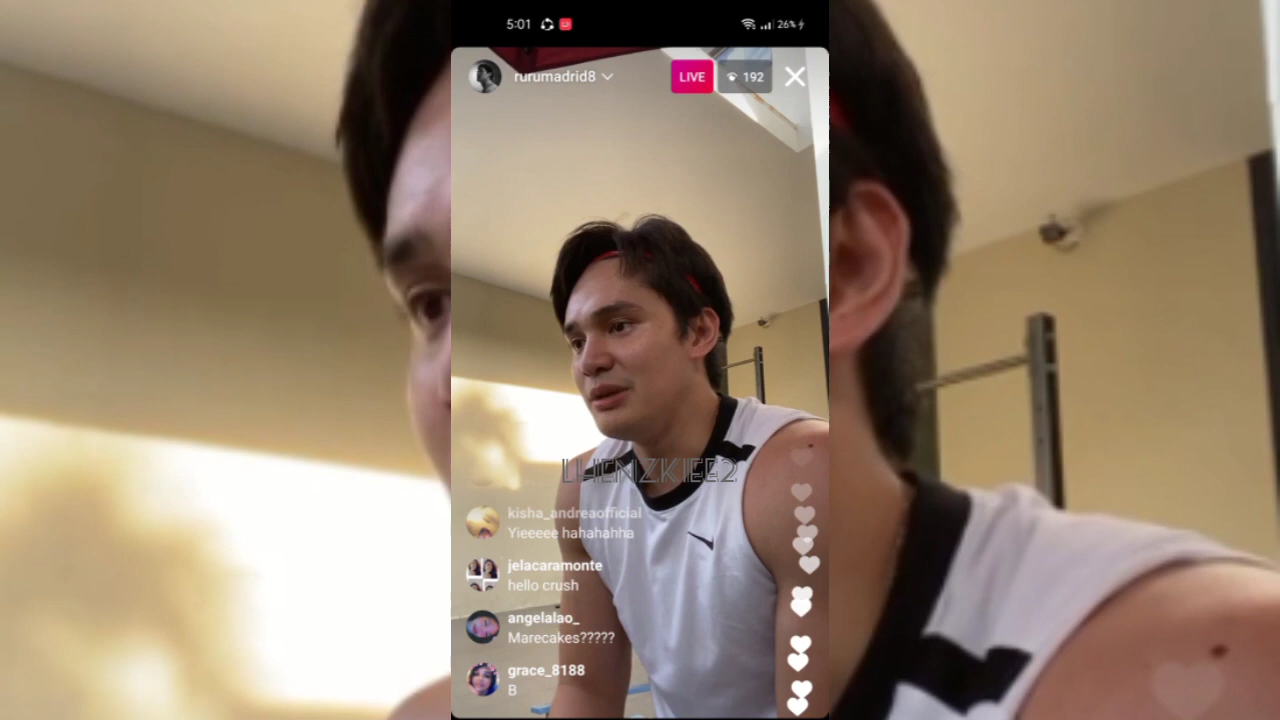 5:01
26%
rurumadrid8
LIVE
192
LHENZKIEE2
kisha_andreaofficial
Yieeeee hahahahha
jelacaramonte
hello crush
angelalao_
Marecakes?????
grace_8188
B